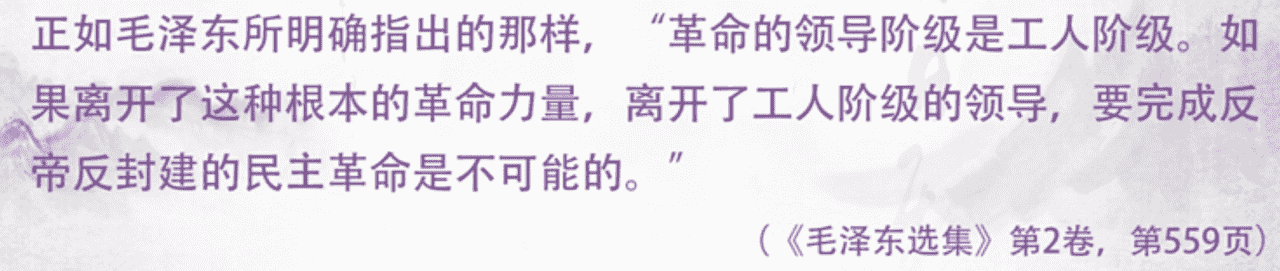 正如毛泽东所明确指出的那样，“革命的领导阶级是工人阶级。如
果离开了这种根本的革命力量，离开了工人阶级的领导，要完成反
帝反封建的民主革命是不可能的。”
（《毛泽东选集》第2卷，第559页）